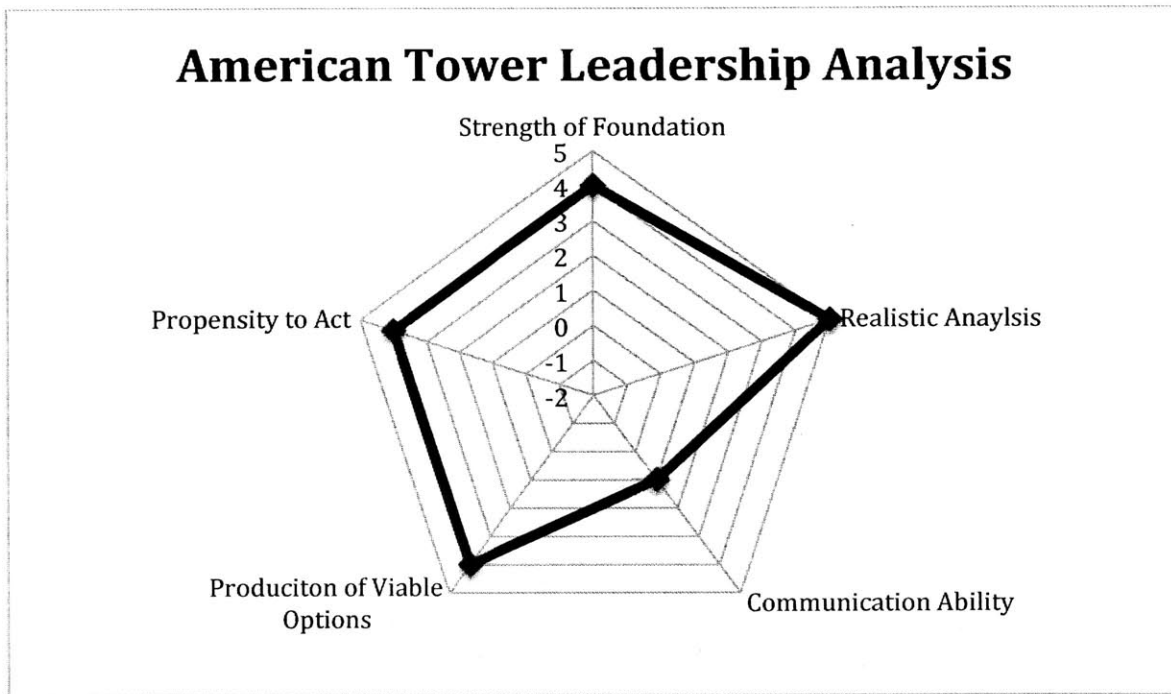 American Tower Leadership Analysis
Strength of Foundation
5
4
3
2
1
0
-1
-2
Propensity to Act
Realistic Anaylsis
Produciton of Viable
Options
Communication Ability